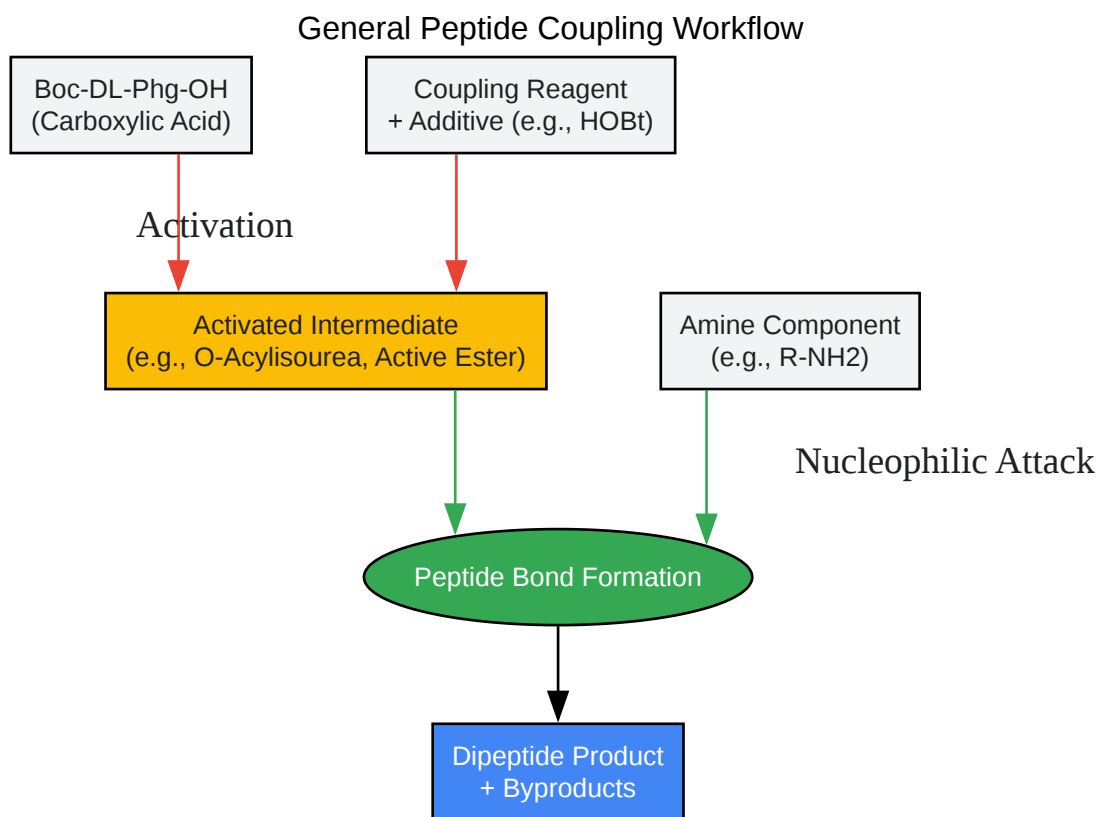 General Peptide Coupling Workflow
Boc-DL-Phg-OH
(Carboxylic Acid)
Coupling Reagent
+ Additive (e.g., HOBt)
Activation
Activated Intermediate
(e.g., O-Acylisourea, Active Ester)
Amine Component
(e.g., R-NH2)
Nucleophilic Attack
Peptide Bond Formation
Dipeptide Product
+ Byproducts